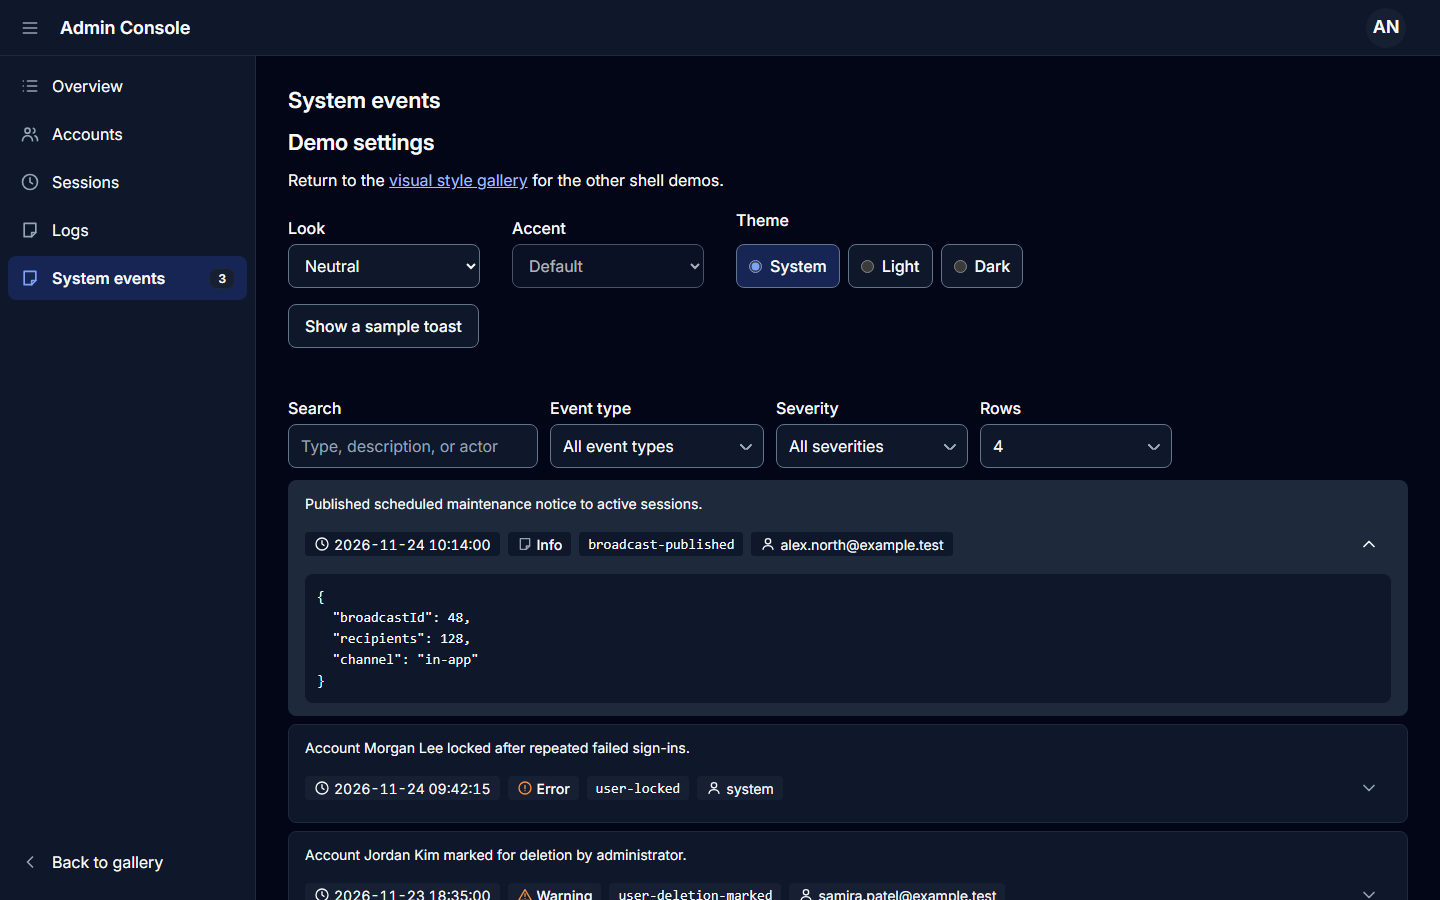 Admin Console
AN
Overview
Accounts
Sessions
Logs
System events 3
Back to gallery
System events
Demo settings
Return to the visual style gallery for the other shell demos.
Look Accent Theme
Neutral Default System Light Dark
Show a sample toast
Search Event type Severity Rows
Type, description, or actor All event types All severities 4
Published scheduled maintenance notice to active sessions.
2026-11-24 10:14:00 Info broadcast-published alex.north@example.test
{
"broadcastId": 48,
"recipients": 128,
"channel": "in-app"
}
Account Morgan Lee locked after repeated failed sign-ins.
2026-11-24 09:42:15 Error user-locked system
Account Jordan Kim marked for deletion by administrator.
2026-11-23 18:35:00 Warning user-deletion-marked samira.patel@example.test